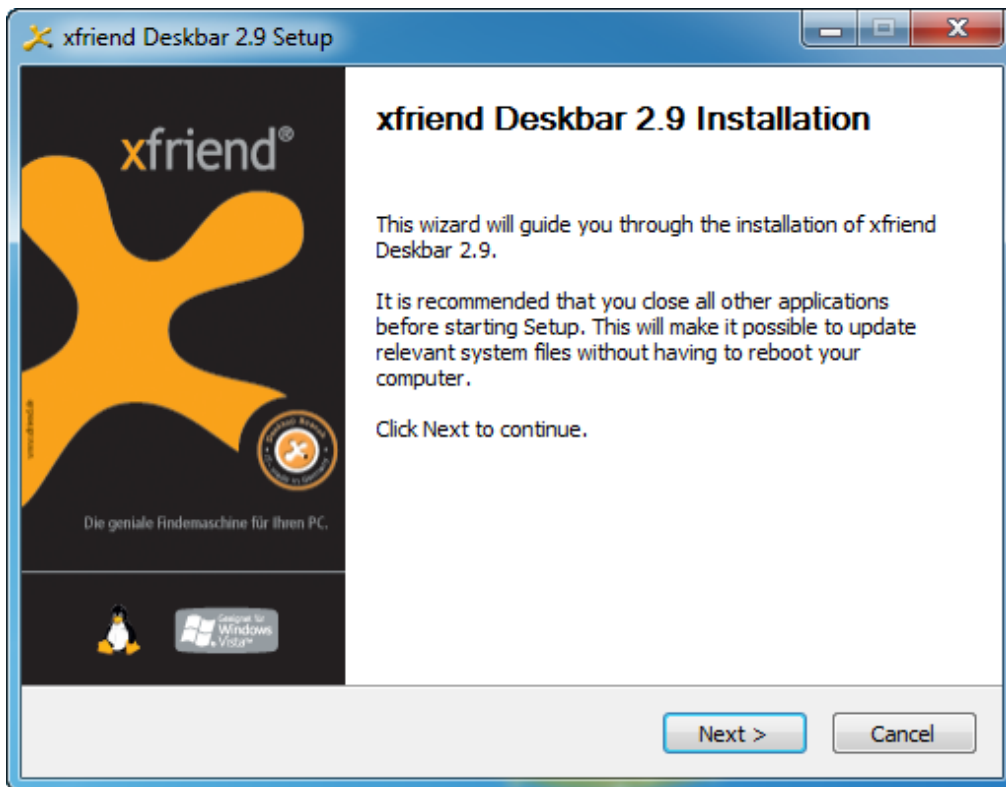 xfriend Deskbar 2.9 Setup
xfriend®
Die geniale Findemaschine für Ihren PC.
Designed for
Windows
Vista™
xfriend Deskbar 2.9 Installation
This wizard will guide you through the installation of xfriend
Deskbar 2.9.
It is recommended that you close all other applications
before starting Setup. This will make it possible to update
relevant system files without having to reboot your
computer.
Click Next to continue.
Next >
Cancel